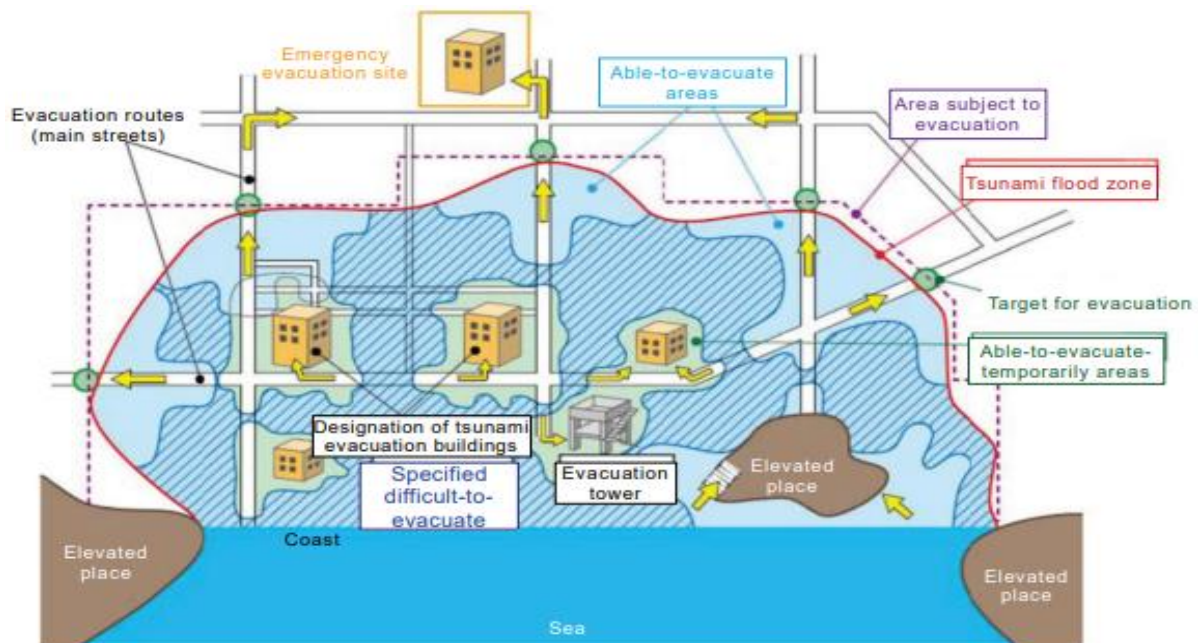 Emergency
evacuation site
Able-to-evacuate
areas
Evacuation routes
(main streets)
Area subject to
evacuation
Tsunami flood zone
Target for evacuation
Able-to-evacuate-
temporarily areas
Designation of tsunami
evacuation buildings
Specified
difficult-to-
evacuate
Evacuation
tower
Elevated
place
Coast
Elevated
place
Elevated
place
Sea